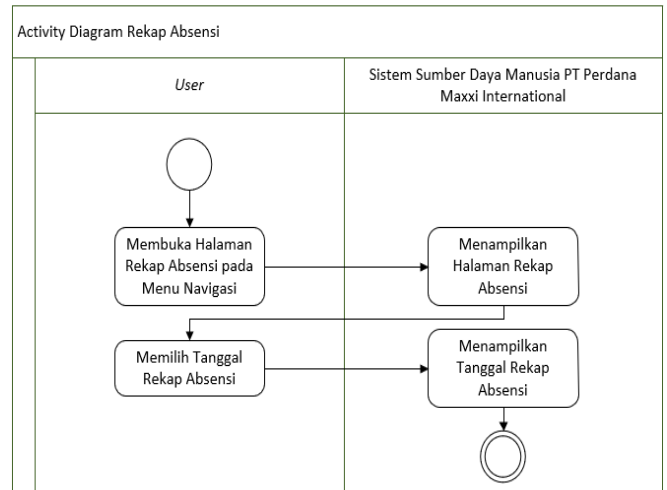 Activity Diagram Rekap Absensi
User
Sistem Sumber Daya Manusia PT Perdana
Maxxi International
Membuka Halaman
Rekap Absensi pada
Menu Navigasi
Menampilkan
Halaman Rekap
Absensi
Memilih Tanggal
Rekap Absensi
Menampilkan
Tanggal Rekap
Absensi